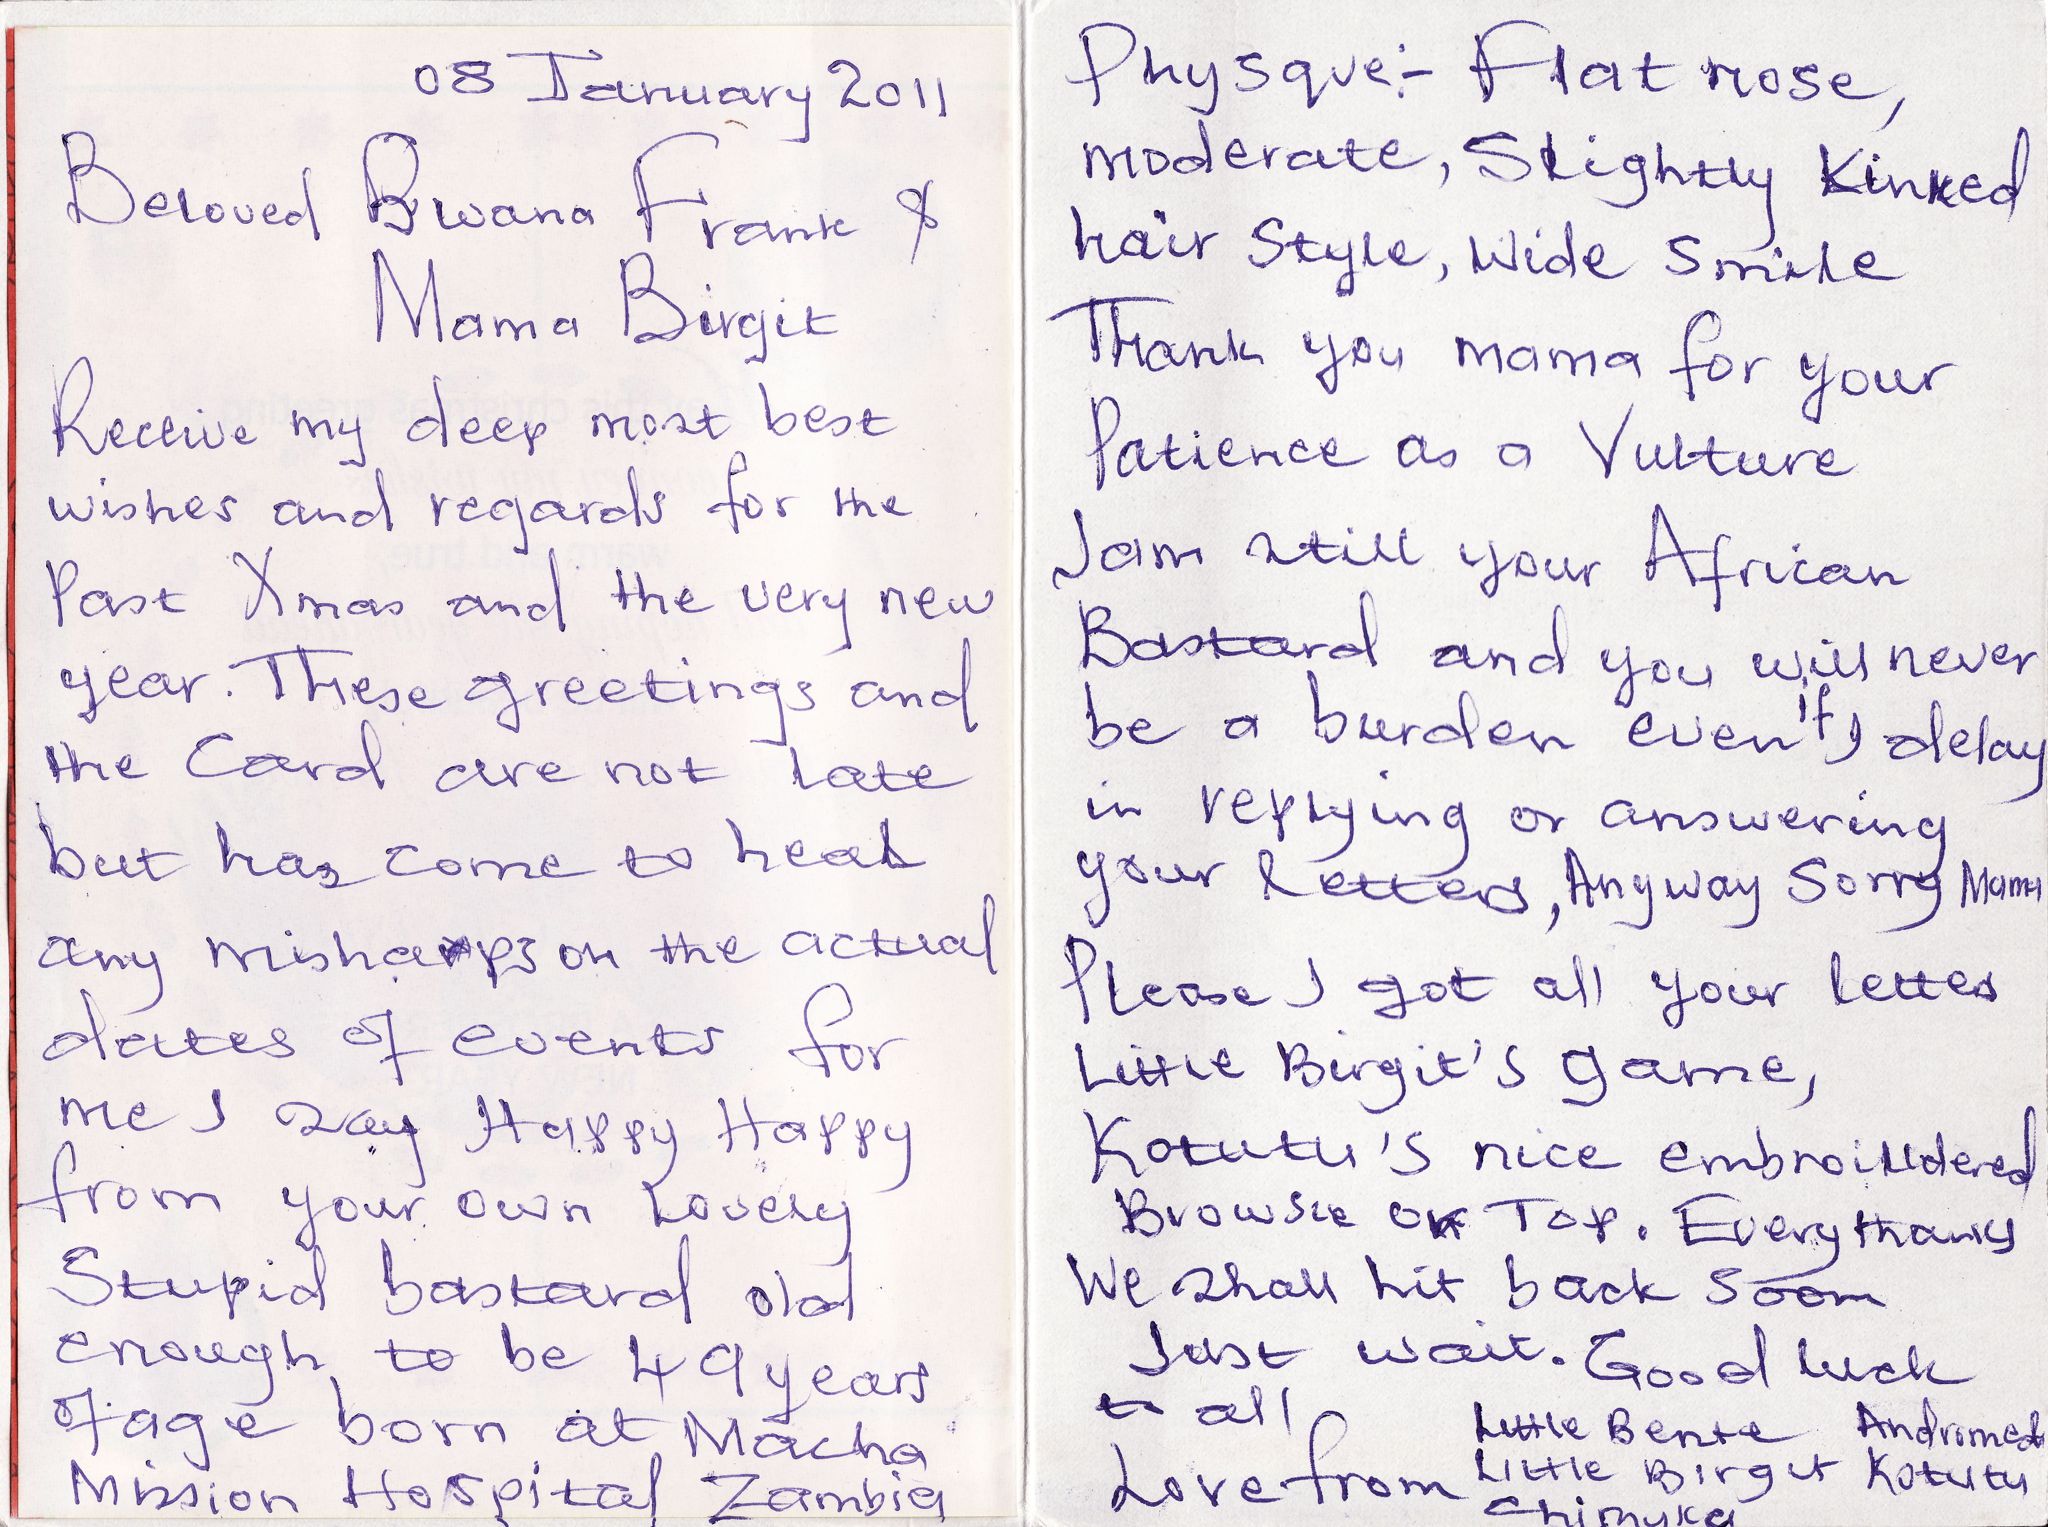 08 January 2011
Beloved Bwana Frank &
Mama Birgit
Receive my deep most best
wishes and regards for the
Past Xmas and the very new
year. These greetings and
the Card are not late
but has come to heal
any mishaps on the actual
dates of events for
me I say Happy Happy
from your own Lovely
Stupid bastard old
enough to be 49 years
of age born at Macha
Mission Hospital Zambia
Physque:- Flat nose,
moderate, Slightly Kinked
hair Style, Wide Smile
Thank you mama for your
Patience as a Vulture
I am still your African
Bastard and you will never
be a burden even if I delay
in replying or answering
your Letters, Anyway Sorry Mama
Please I got all your letters
Little Birgit's game,
Kotutu's nice embroilldered
Browsle or Top. Everythanks
We shall hit back Soom
Just wait. Good luck
to all
Love from Little Bente Andromed
Little Birgit Kotutu
Chimuka